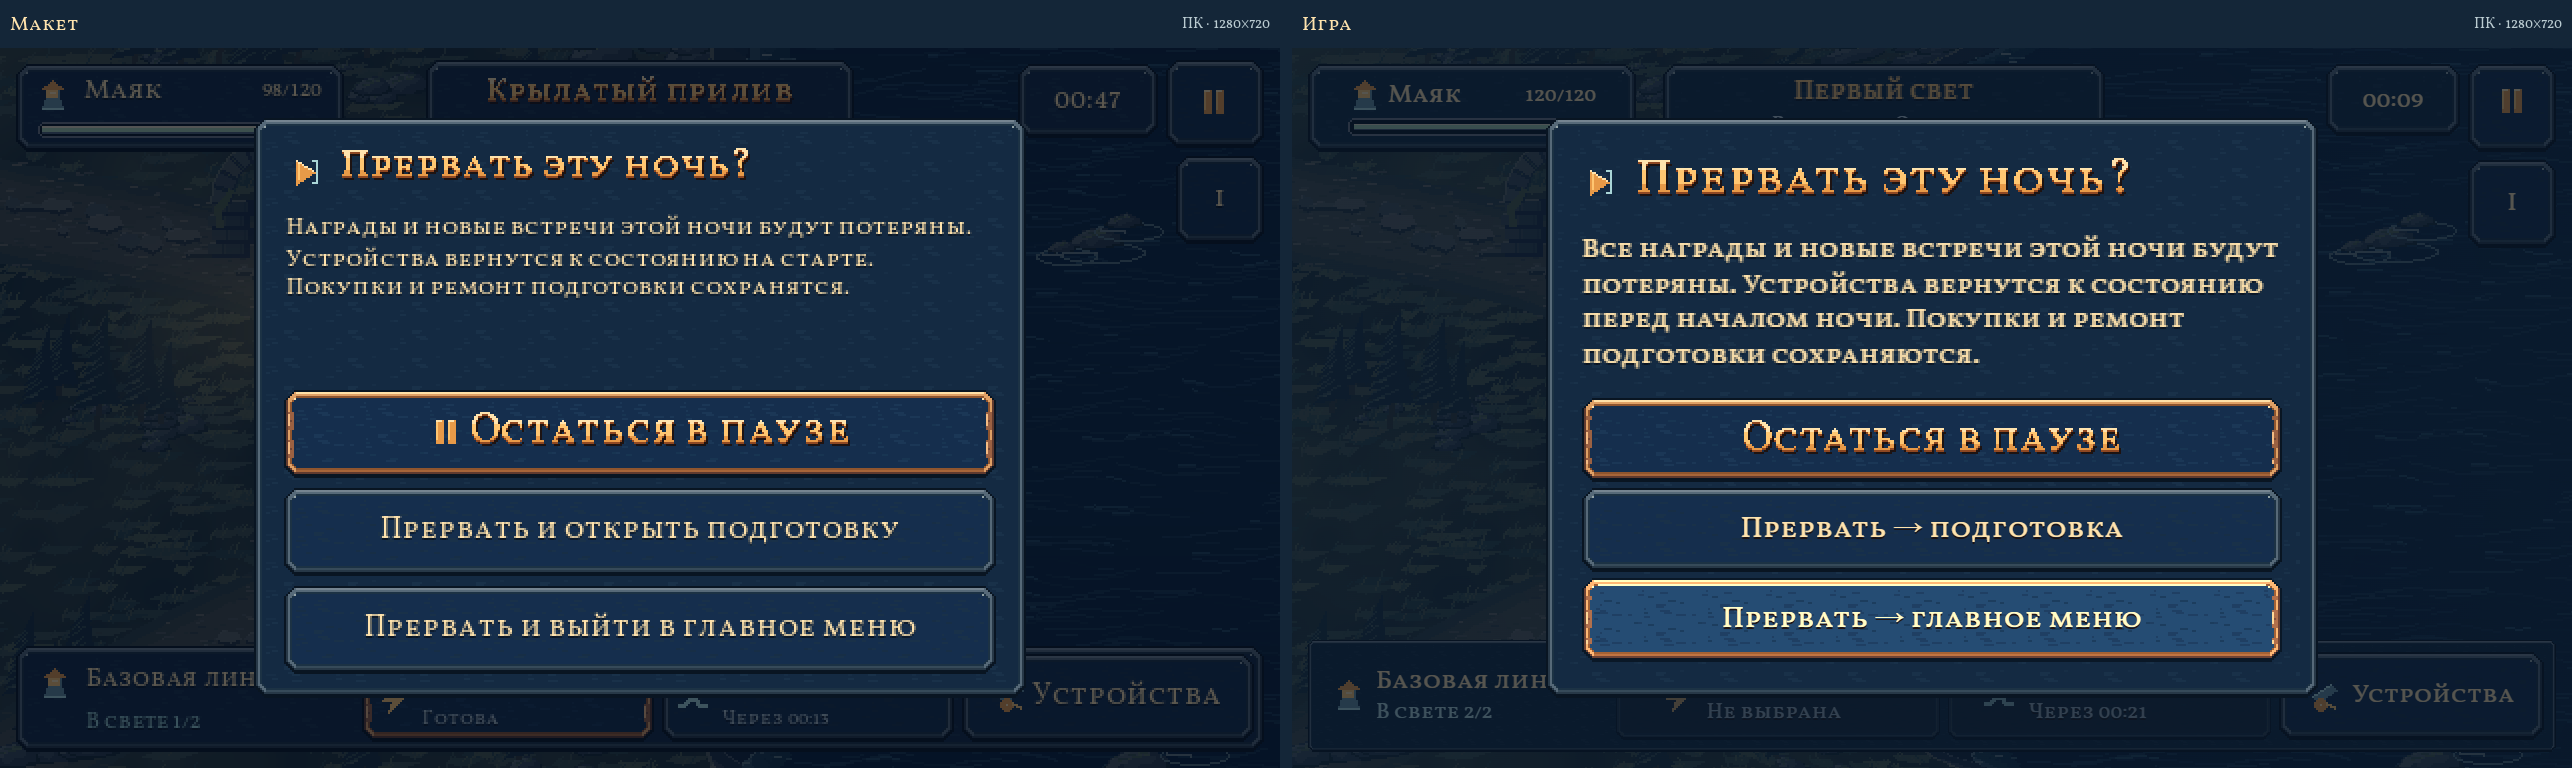 Макет
ПК · 1280×720
Маяк
98/120
Крылатый прилив
00:47
I
Прервать эту ночь?
Награды и новые встречи этой ночи будут потеряны.
Устройства вернутся к состоянию на старте.
Покупки и ремонт подготовки сохранятся.
Остаться в паузе
Прервать и открыть подготовку
Прервать и выйти в главное меню
Базовая лин
В свете 1/2
Готова
Через 00:13
Устройства
Игра
ПК · 1280×720
Маяк
120/120
Первый свет
00:09
I
Прервать эту ночь?
Все награды и новые встречи этой ночи будут
потеряны. Устройства вернутся к состоянию
перед началом ночи. Покупки и ремонт
подготовки сохраняются.
Остаться в паузе
Прервать → подготовка
Прервать → главное меню
Базовая лин
В свете 2/2
Не выбрана
Через 00:21
Устройства